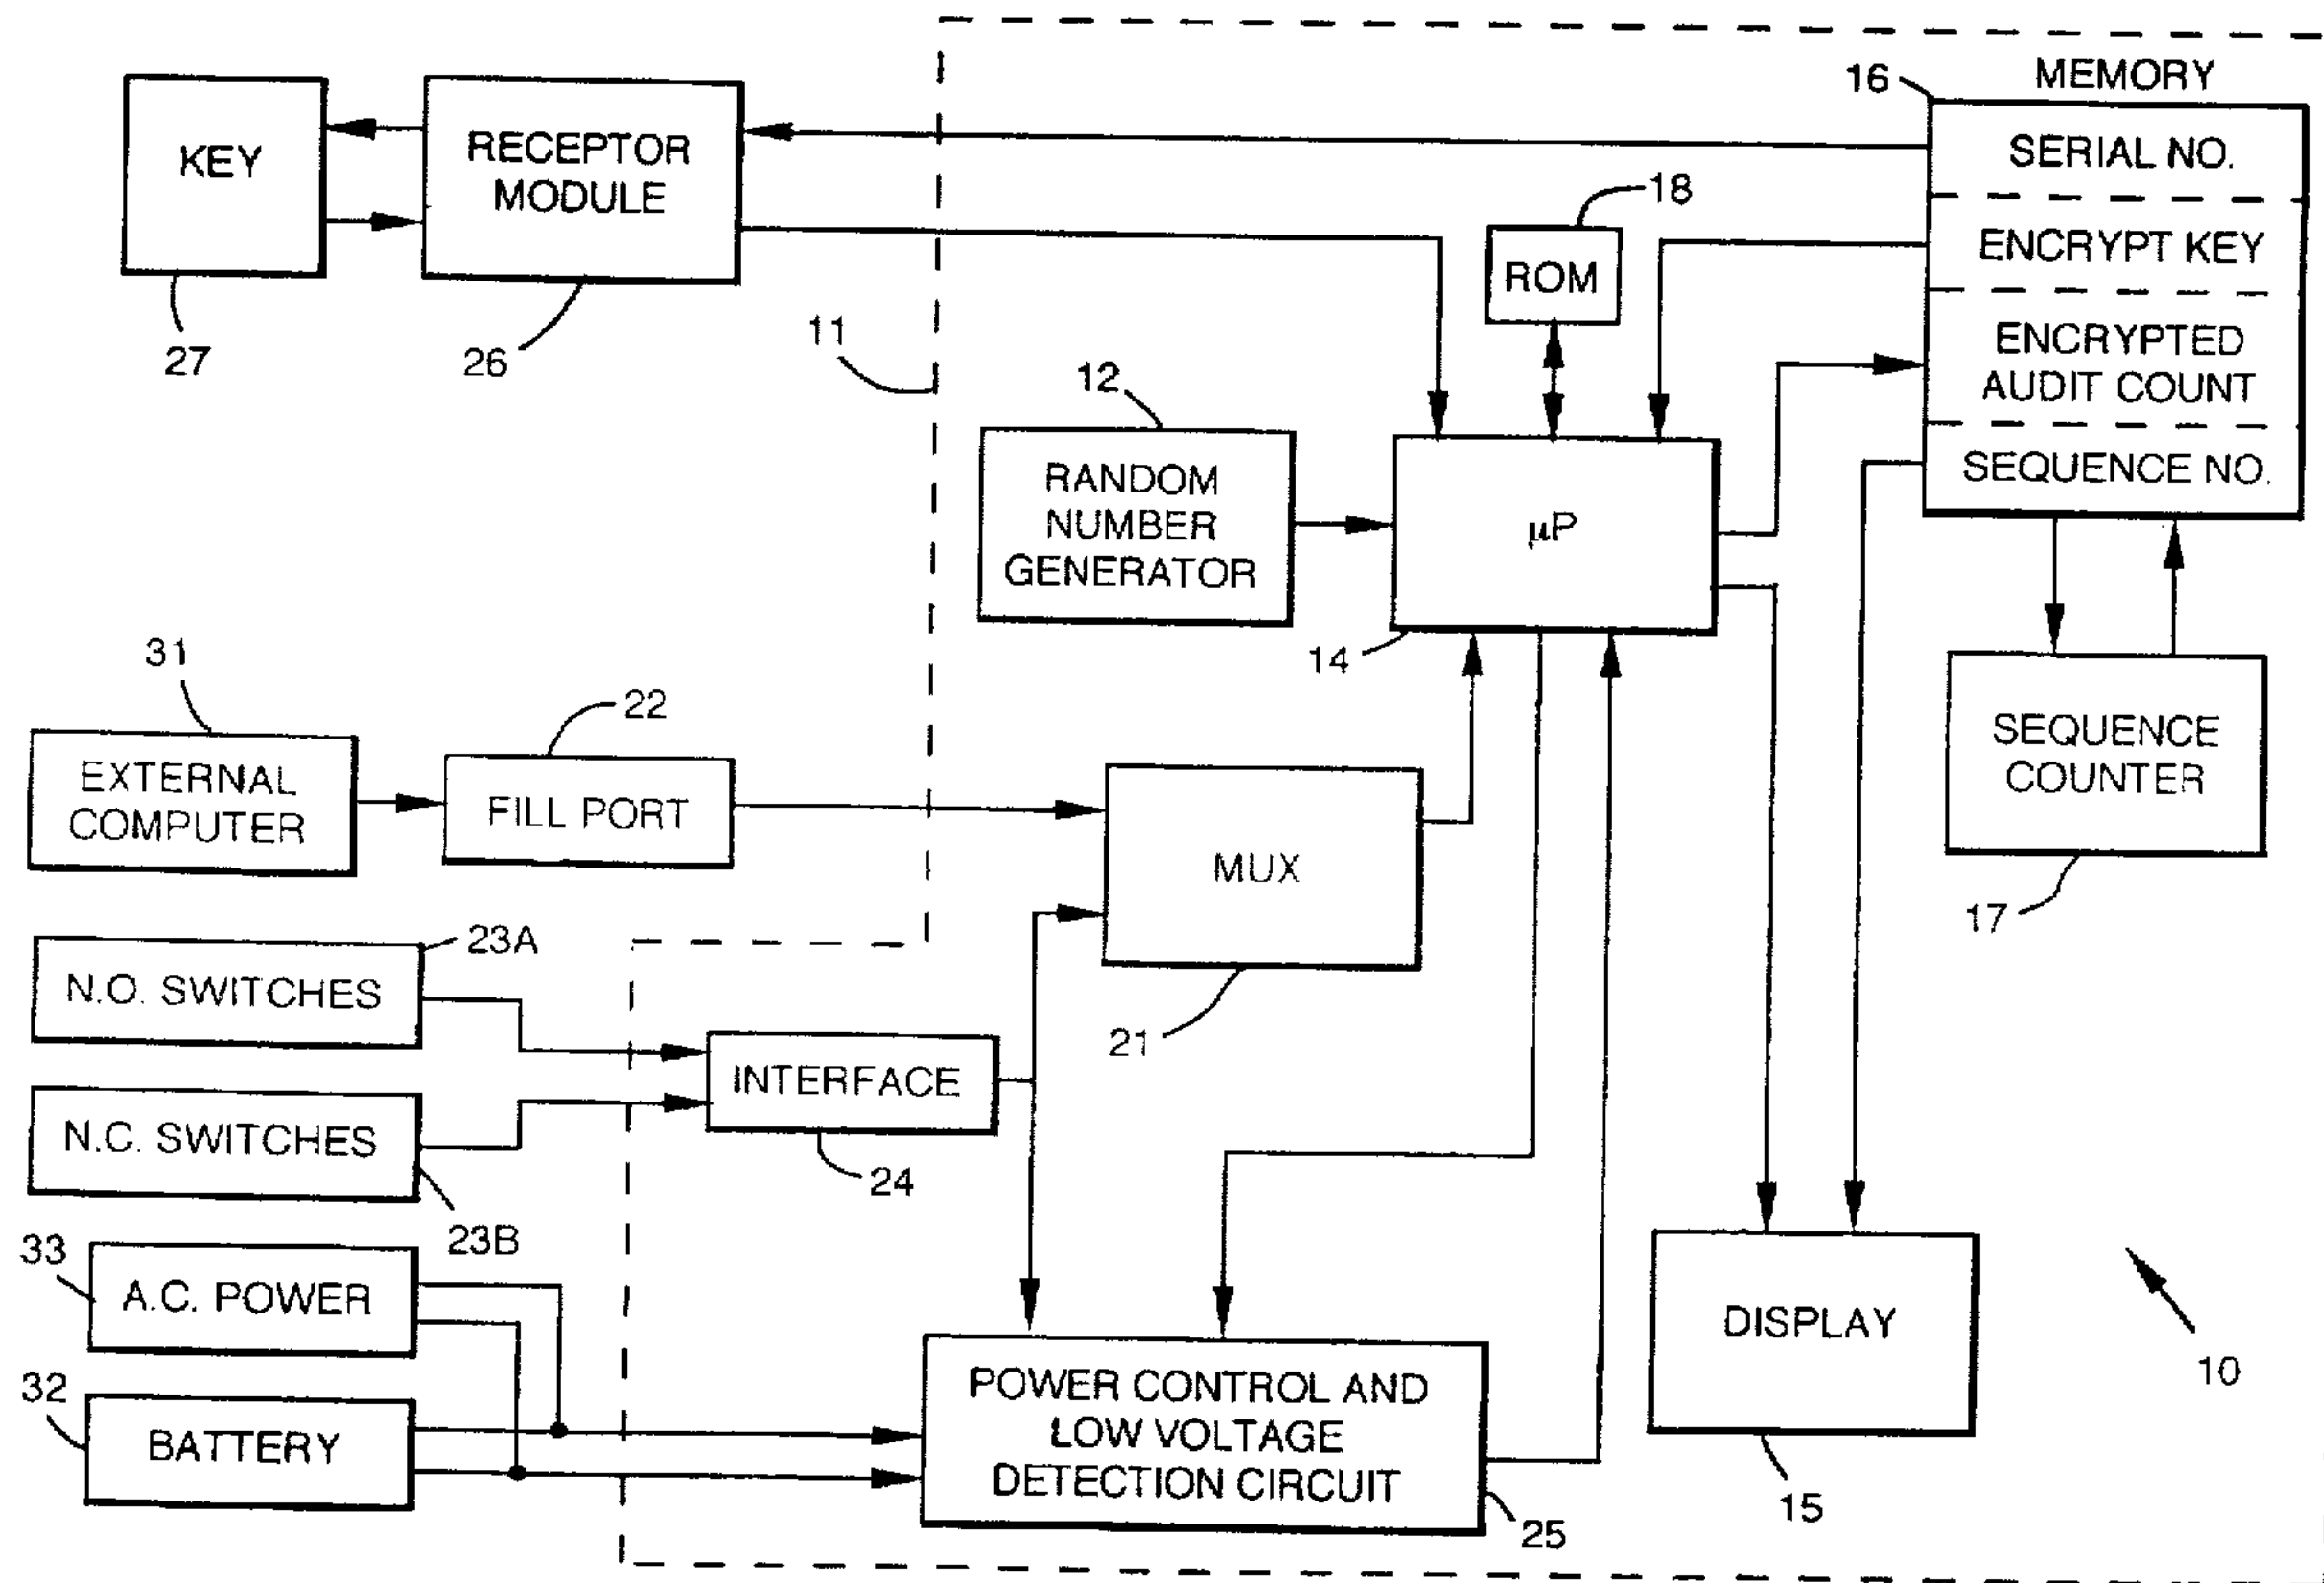 MEMORY
16
SERIAL NO.
ENCRYPT KEY
ENCRYPTED
AUDIT COUNT
SEQUENCE NO.
KEY
27
RECEPTOR
MODULE
26
11
18
ROM
12
RANDOM
NUMBER
GENERATOR
μP
14
SEQUENCE
COUNTER
17
31
EXTERNAL
COMPUTER
22
FILL PORT
MUX
21
23A
N.O. SWITCHES
N.C. SWITCHES
23B
INTERFACE
24
33
A.C. POWER
32
BATTERY
POWER CONTROL AND
LOW VOLTAGE
DETECTION CIRCUIT
25
DISPLAY
15
10